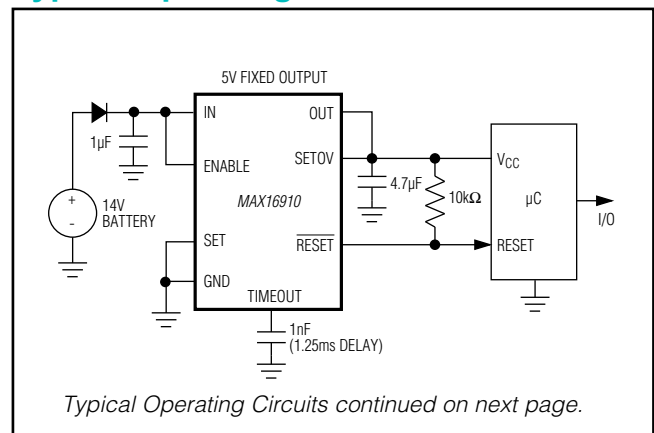 5V FIXED OUTPUT
IN
OUT
1µF
ENABLE
SETOV
VCC
4.7µF
10kΩ
µC
MAX16910
+
-
14V
BATTERY
I/O
SET
RESET
RESET
GND
TIMEOUT
1nF
(1.25ms DELAY)
Typical Operating Circuits continued on next page.